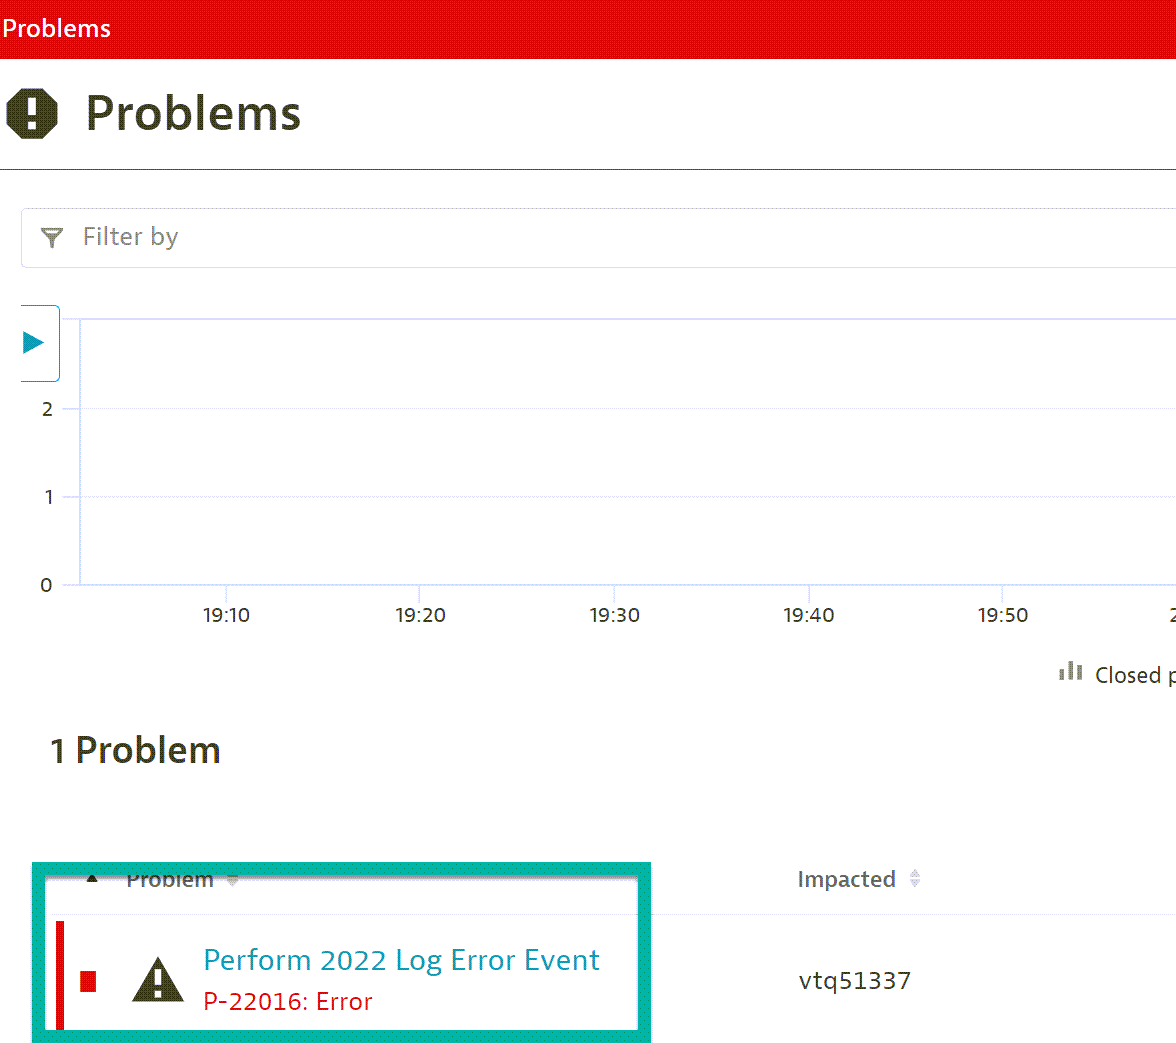 Problems
Problems
Filter by
2
1
0
19:10 19:20 19:30 19:40 19:50
Closed
1 Problem
Problem Impacted
Perform 2022 Log Error Event
P-22016: Error
vtq51337